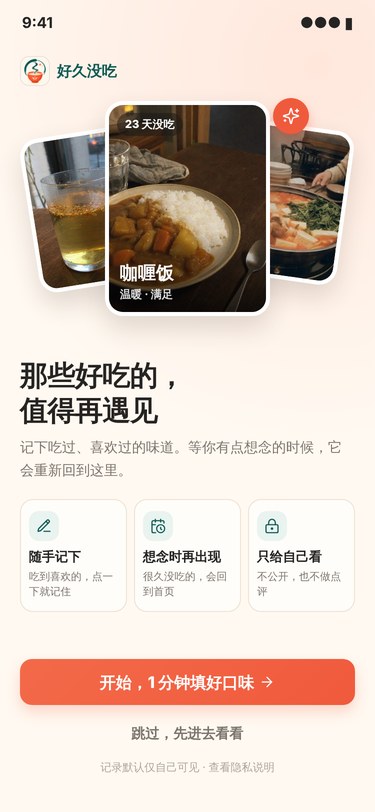 9:41
好久没吃
23 天没吃
咖喱饭
温暖 · 满足
那些好吃的，
值得再遇见
记下吃过、喜欢过的味道。等你有点想念的时候，它
会重新回到这里。
随手记下
吃到喜欢的，点一
下就记住
想念时再出现
很久没吃的，会回
到首页
只给自己看
不公开，也不做点
评
开始，1 分钟填好口味 →
跳过，先进去看看
记录默认仅自己可见 · 查看隐私说明